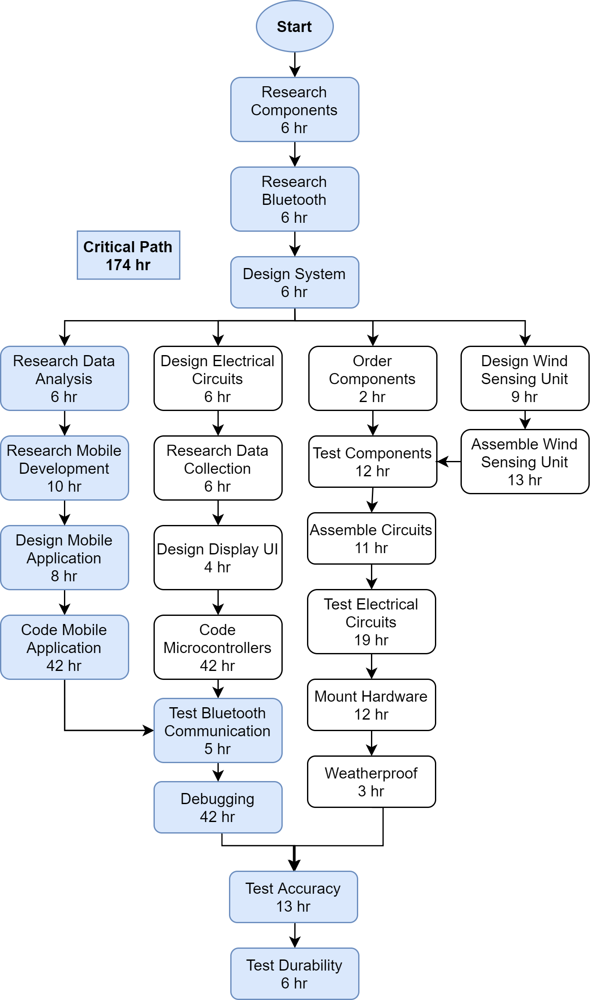 Start
Research
Components
6 hr
Research
Bluetooth
6 hr
Critical Path
174 hr
Design System
6 hr
Research Data
Analysis
6 hr
Design Electrical
Circuits
6 hr
Order
Components
2 hr
Design Wind
Sensing Unit
9 hr
Research Mobile
Development
10 hr
Research Data
Collection
6 hr
Test Components
12 hr
Assemble Wind
Sensing Unit
13 hr
Design Mobile
Application
8 hr
Design Display UI
4 hr
Assemble Circuits
11 hr
Test Electrical
Circuits
19 hr
Code Mobile
Application
42 hr
Code
Microcontrollers
42 hr
Mount Hardware
12 hr
Test Bluetooth
Communication
5 hr
Weatherproof
3 hr
Debugging
42 hr
Test Accuracy
13 hr
Test Durability
6 hr